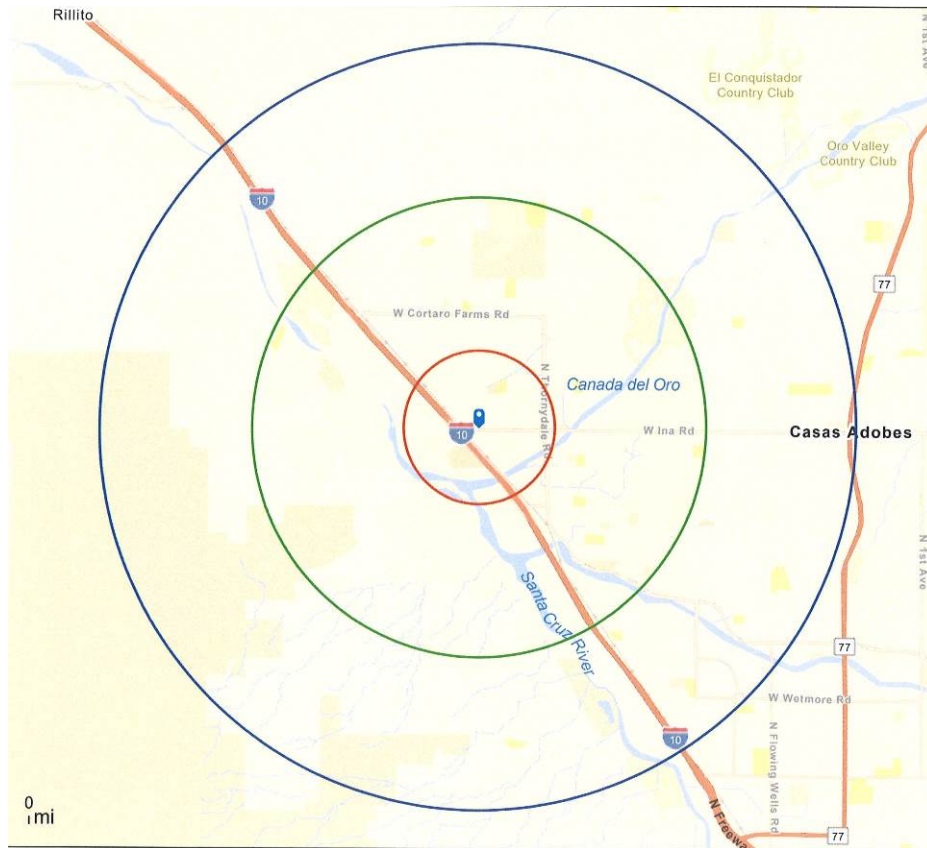 Rillito
N 1st Ave
El Conquistador
Country Club
Oro Valley
Country Club
10
77
W Cortaro Farms Rd
N Thornydale Rd
Canada del Oro
10
W Ina Rd
Casas Adobes
N 1st Ave
Santa Cruz River
77
W Wetmore Rd
N Flowing Wells Rd
10
0
mi
77